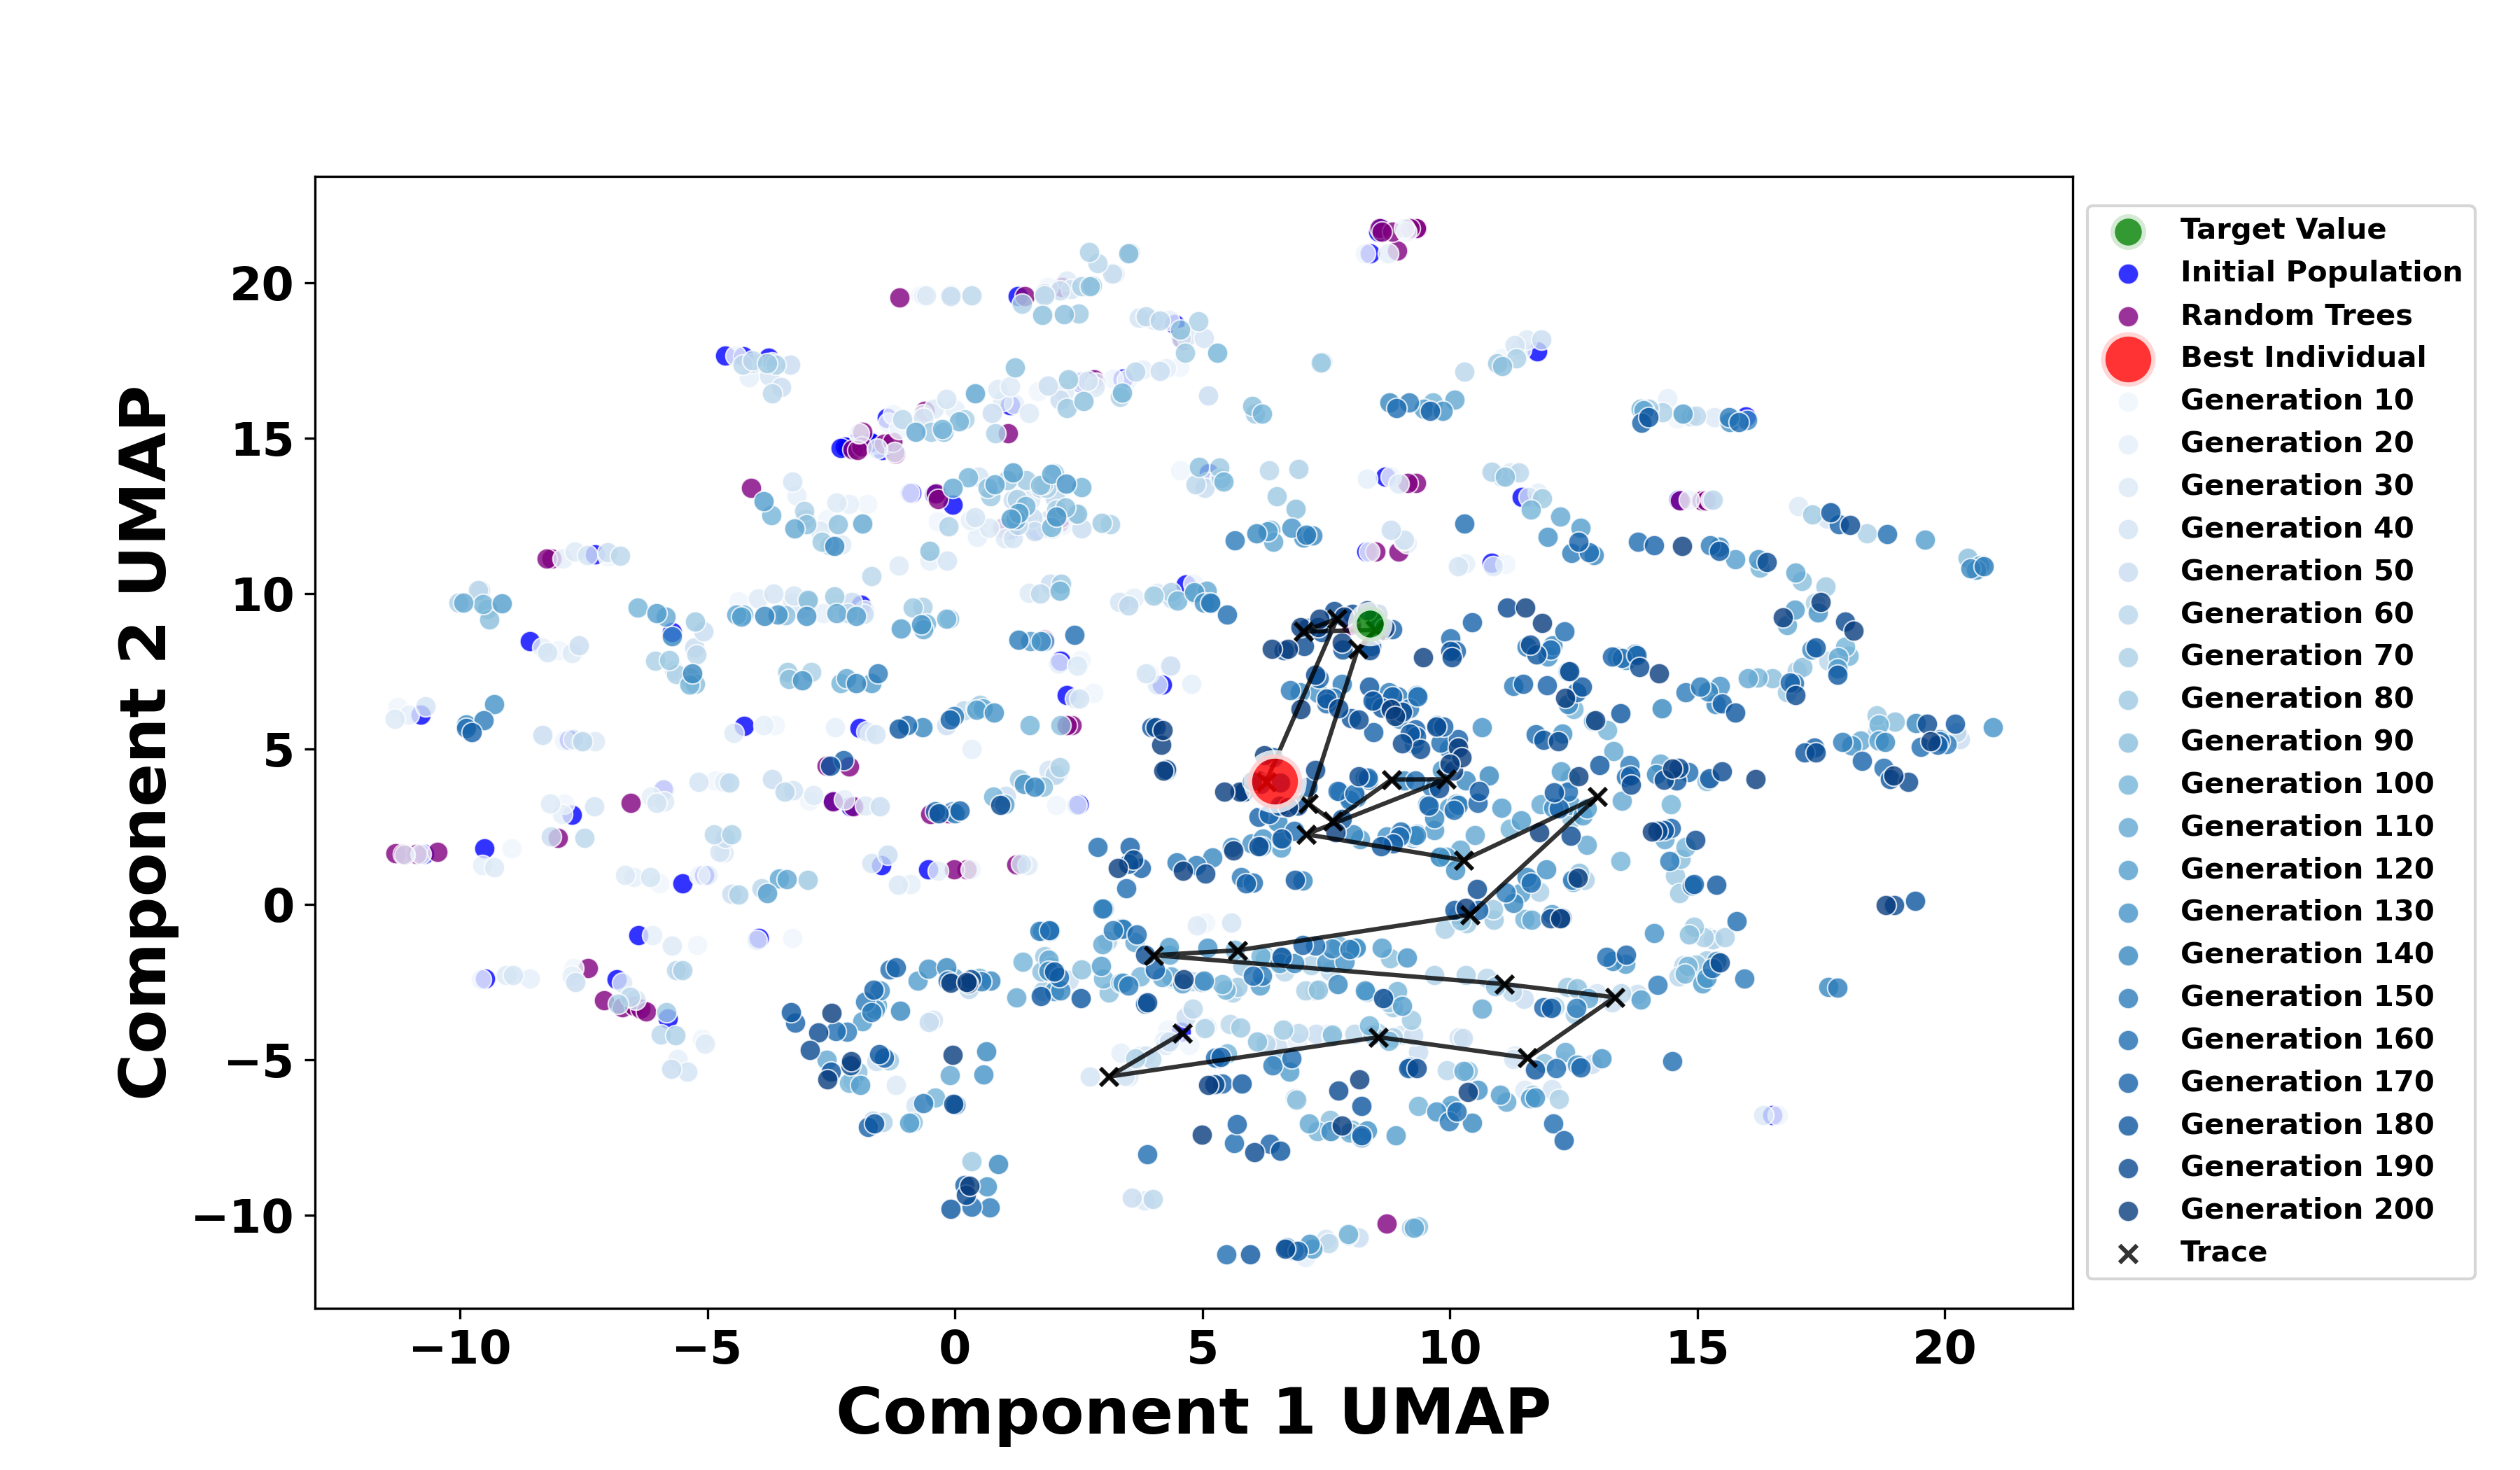 Component 2 UMAP
20
15
10
5
0
−5
−10
−10
−5
0
5
10
15
20
Component 1 UMAP
Target Value
Initial Population
Random Trees
Best Individual
Generation 10
Generation 20
Generation 30
Generation 40
Generation 50
Generation 60
Generation 70
Generation 80
Generation 90
Generation 100
Generation 110
Generation 120
Generation 130
Generation 140
Generation 150
Generation 160
Generation 170
Generation 180
Generation 190
Generation 200
Trace